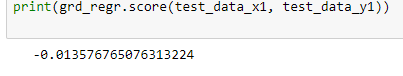 print(grd_regr.score(test_data_x1, test_data_y1))
-0.013576765076313224